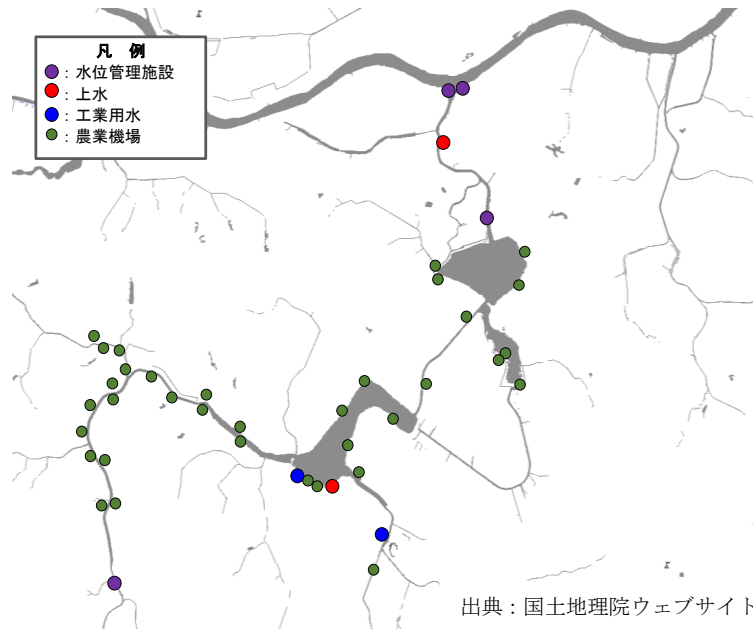 凡　例
：水位管理施設
：上水
：工業用水
：農業機場
出典：国土地理院ウェブサイト